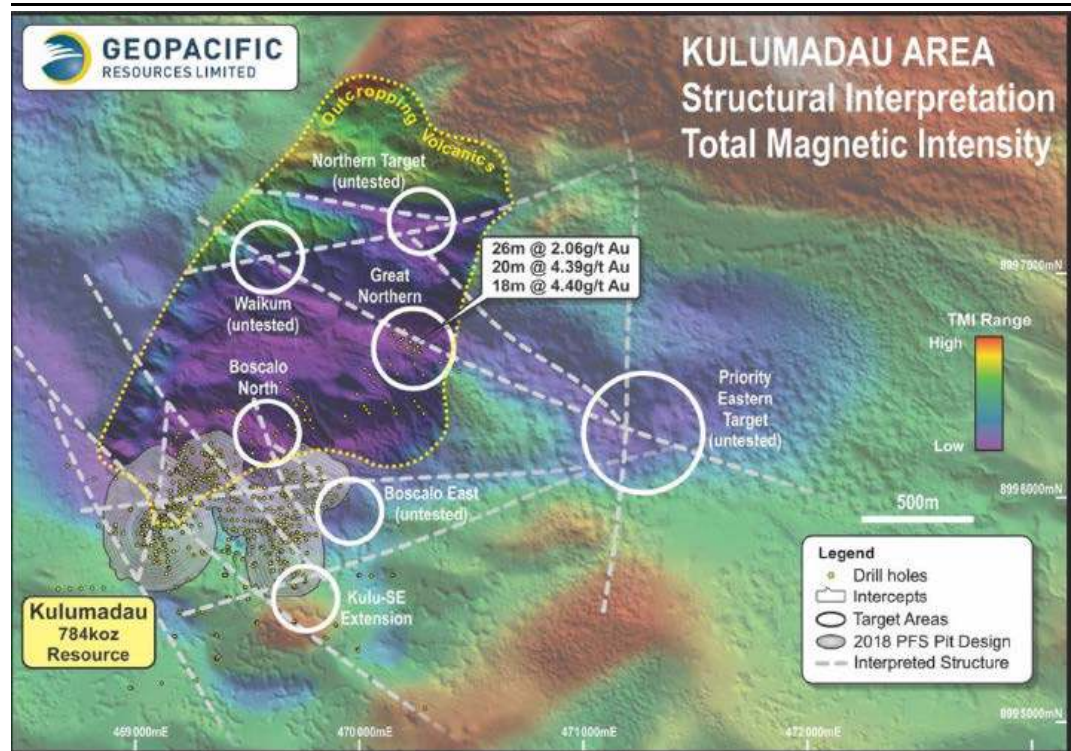 GEOPACIFIC
RESOURCES LIMITED
KULUMADAU AREA
Structural Interpretation
Total Magnetic Intensity
Outcropping Volcanics
Northern Target
(untested)
26m @ 2.06g/t Au
20m @ 4.39g/t Au
18m @ 4.40g/t Au
Great
Northern
Waikum
(untested)
Boscalo
North
Priority
Eastern
Target
(untested)
Boscalo East
(untested)
Kulu-SE
Extension
Kulumadau
784koz
Resource
8997000mN
TMI Range
High
Low
8996000mN
500m
Legend
Drill holes
Intercepts
Target Areas
2018 PFS Pit Design
Interpreted Structure
8995000mN
469000mE
470000mE
471000mE
472000mE